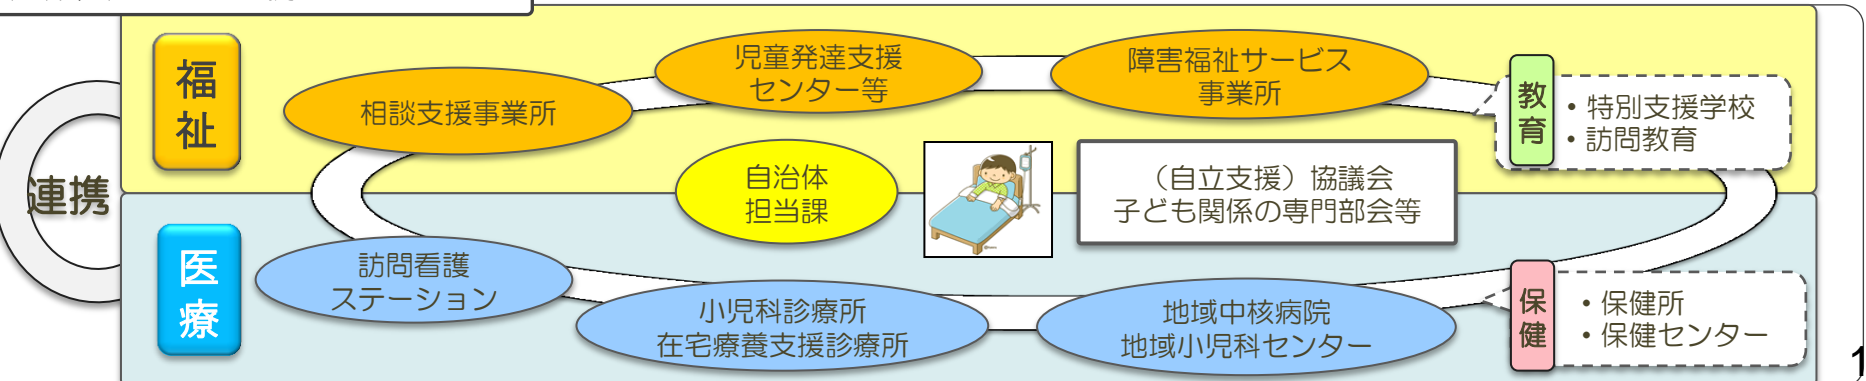 福
祉
相談支援事業所
児童発達支援
センター等
障害福祉サービス
事業所
教
育
・特別支援学校
・訪問教育
連携
自治体
担当課
（自立支援）協議会
子ども関係の専門部会等
医
療
訪問看護
ステーション
小児科診療所
在宅療養支援診療所
地域中核病院
地域小児科センター
保
健
・保健所
・保健センター
1